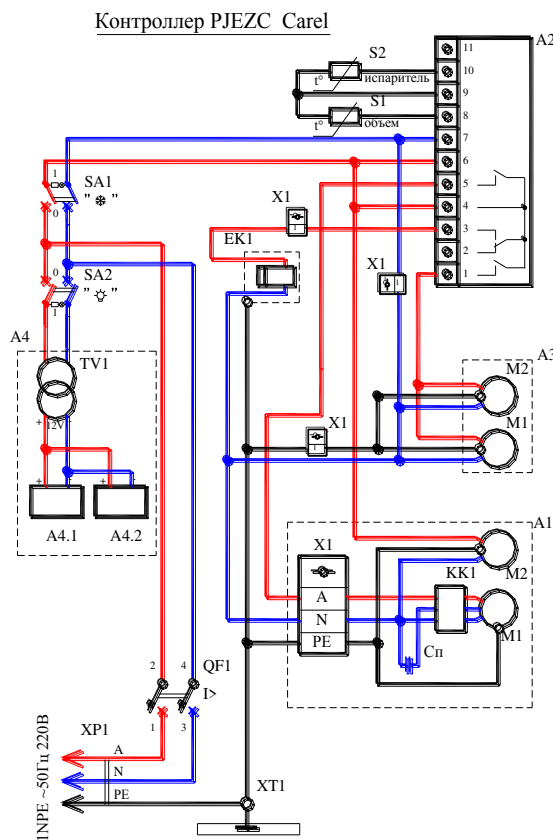 Контроллер PJEZC Carel
A2
11
S2
10
t° испаритель
9
S1
8
t° объем
7
6
1
SA1
5
" ❄ "
X1
4
0
EK1
1
3
X1
2
0
SA2
1
1
" "
1
A4
TV1
A3
M2
+ 12V -
X1
M1
1
+ - + -
A4.1 A4.2
A1
X1
KK1
M2
A
N
M1
PE
Сп
2 4 QF1
I>
1 3
XP1
A
N
PE
XT1
1NPE ~50Гц 220В